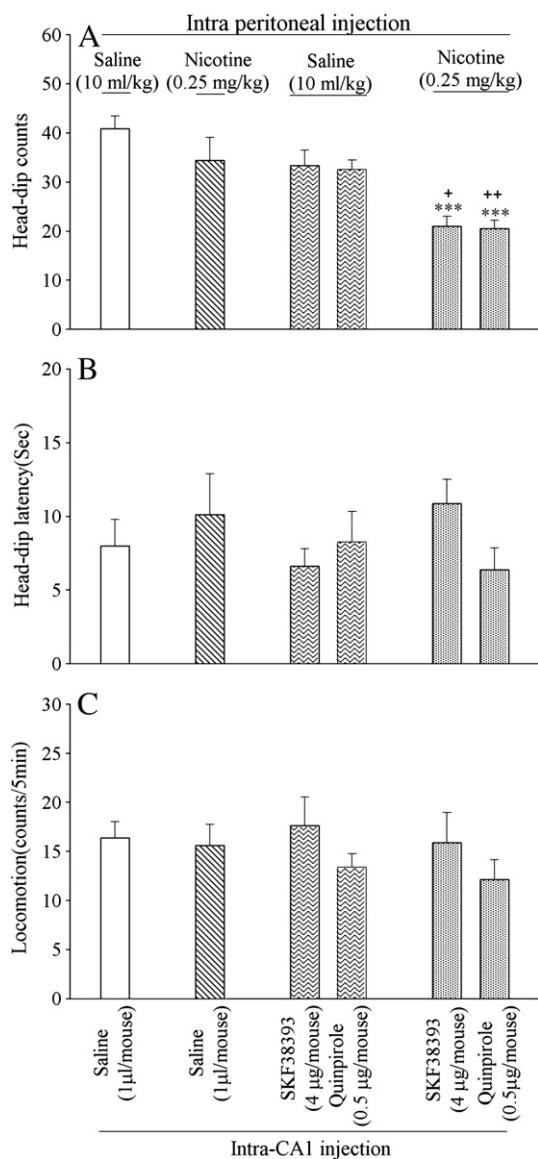 Intra peritoneal injection
A
Saline
(10 ml/kg)
Nicotine
(0.25 mg/kg)
Saline
(10 ml/kg)
Nicotine
(0.25 mg/kg)
Head-dip counts
60
50
40
30
20
10
0
+
***
++
***
B
Head-dip latency(Sec)
20
15
10
5
0
C
Locomotion(counts/5min)
30
25
20
15
10
5
0
Saline
(1μl/mouse)
Saline
(1μl/mouse)
SKF38393
(4 μg/mouse)
Quinpirole
(0.5 μg/mouse)
SKF38393
(4 μg/mouse)
Quinpirole
(0.5μg/mouse)
Intra-CA1 injection